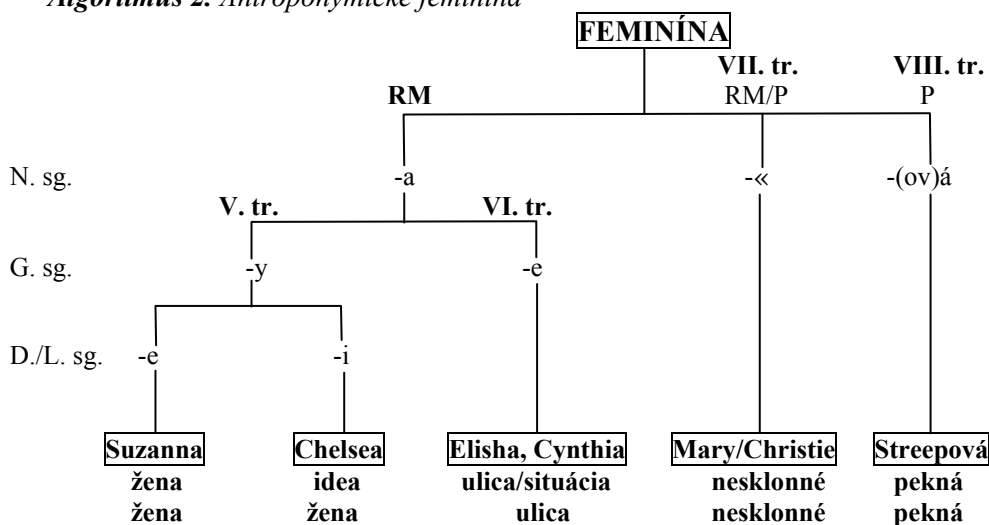 Algoritmus 2. Antroponymické feminína
FEMINÍNA
VII. tr. VIII. tr.
RM RM/P P
N. sg. -a -« -(ov)á
V. tr. VI. tr.
G. sg. -y -e
D./L. sg. -e -i
Suzanna Chelsea Elisha, Cynthia Mary/Christie Streepová
žena idea ulica/situácia nesklonné pekná
žena žena ulica nesklonné pekná